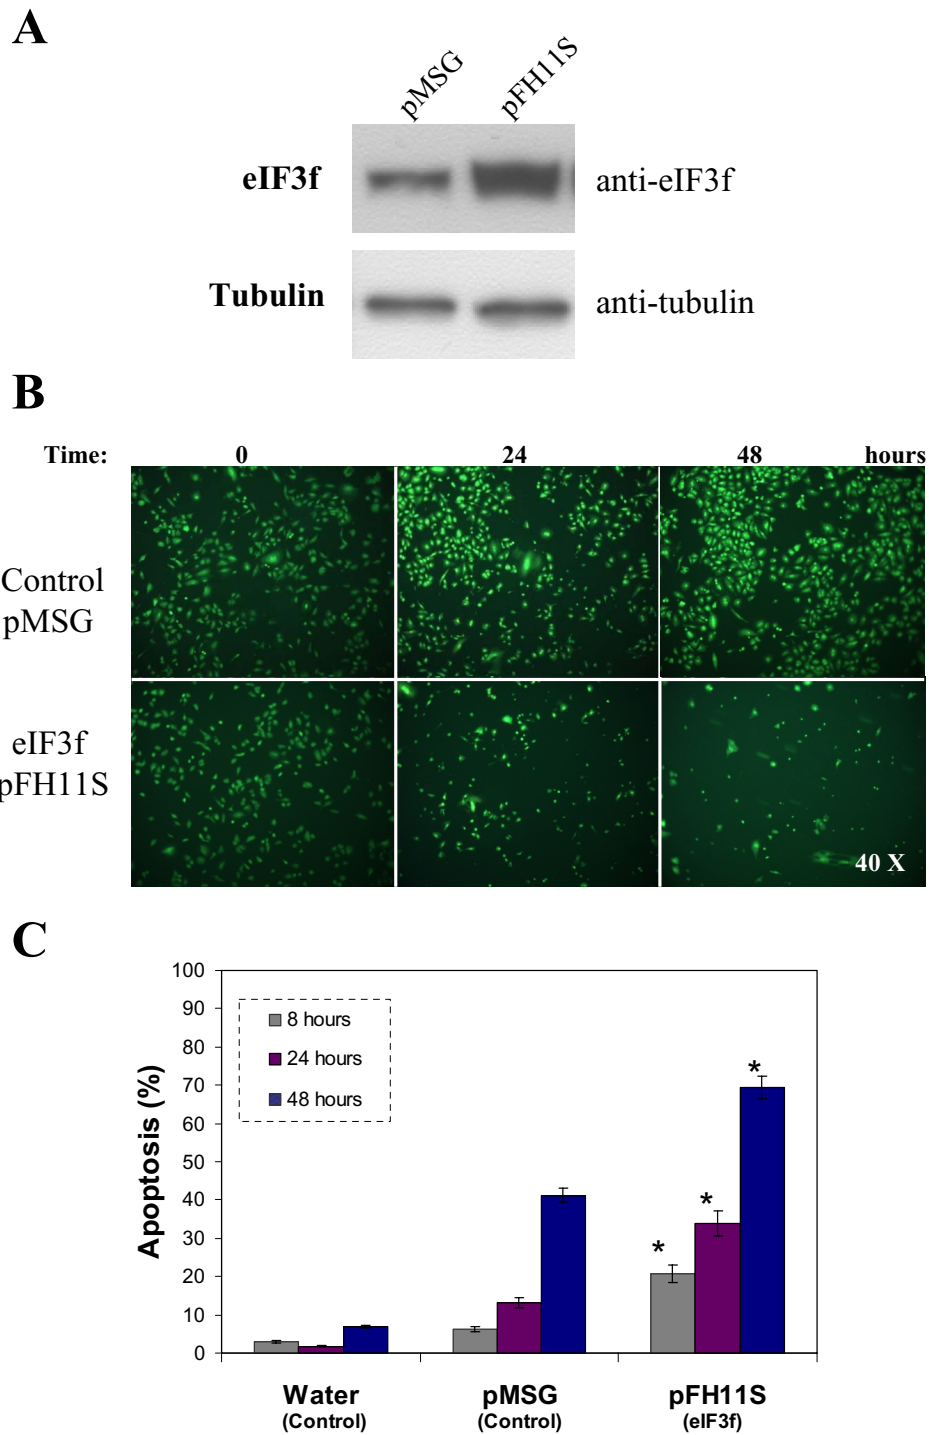 A
pMSG
pFH11S
eIF3f
anti-eIF3f
Tubulin
anti-tubulin
B
Time:
0
24
48
hours
Control
pMSG
eIF3f
pFH11S
40 X
C
100
90
80
70
60
50
40
30
20
10
0
Apoptosis (%)
8 hours
24 hours
48 hours
*
*
*
Water
(Control)
pMSG
(Control)
pFH11S
(eIF3f)